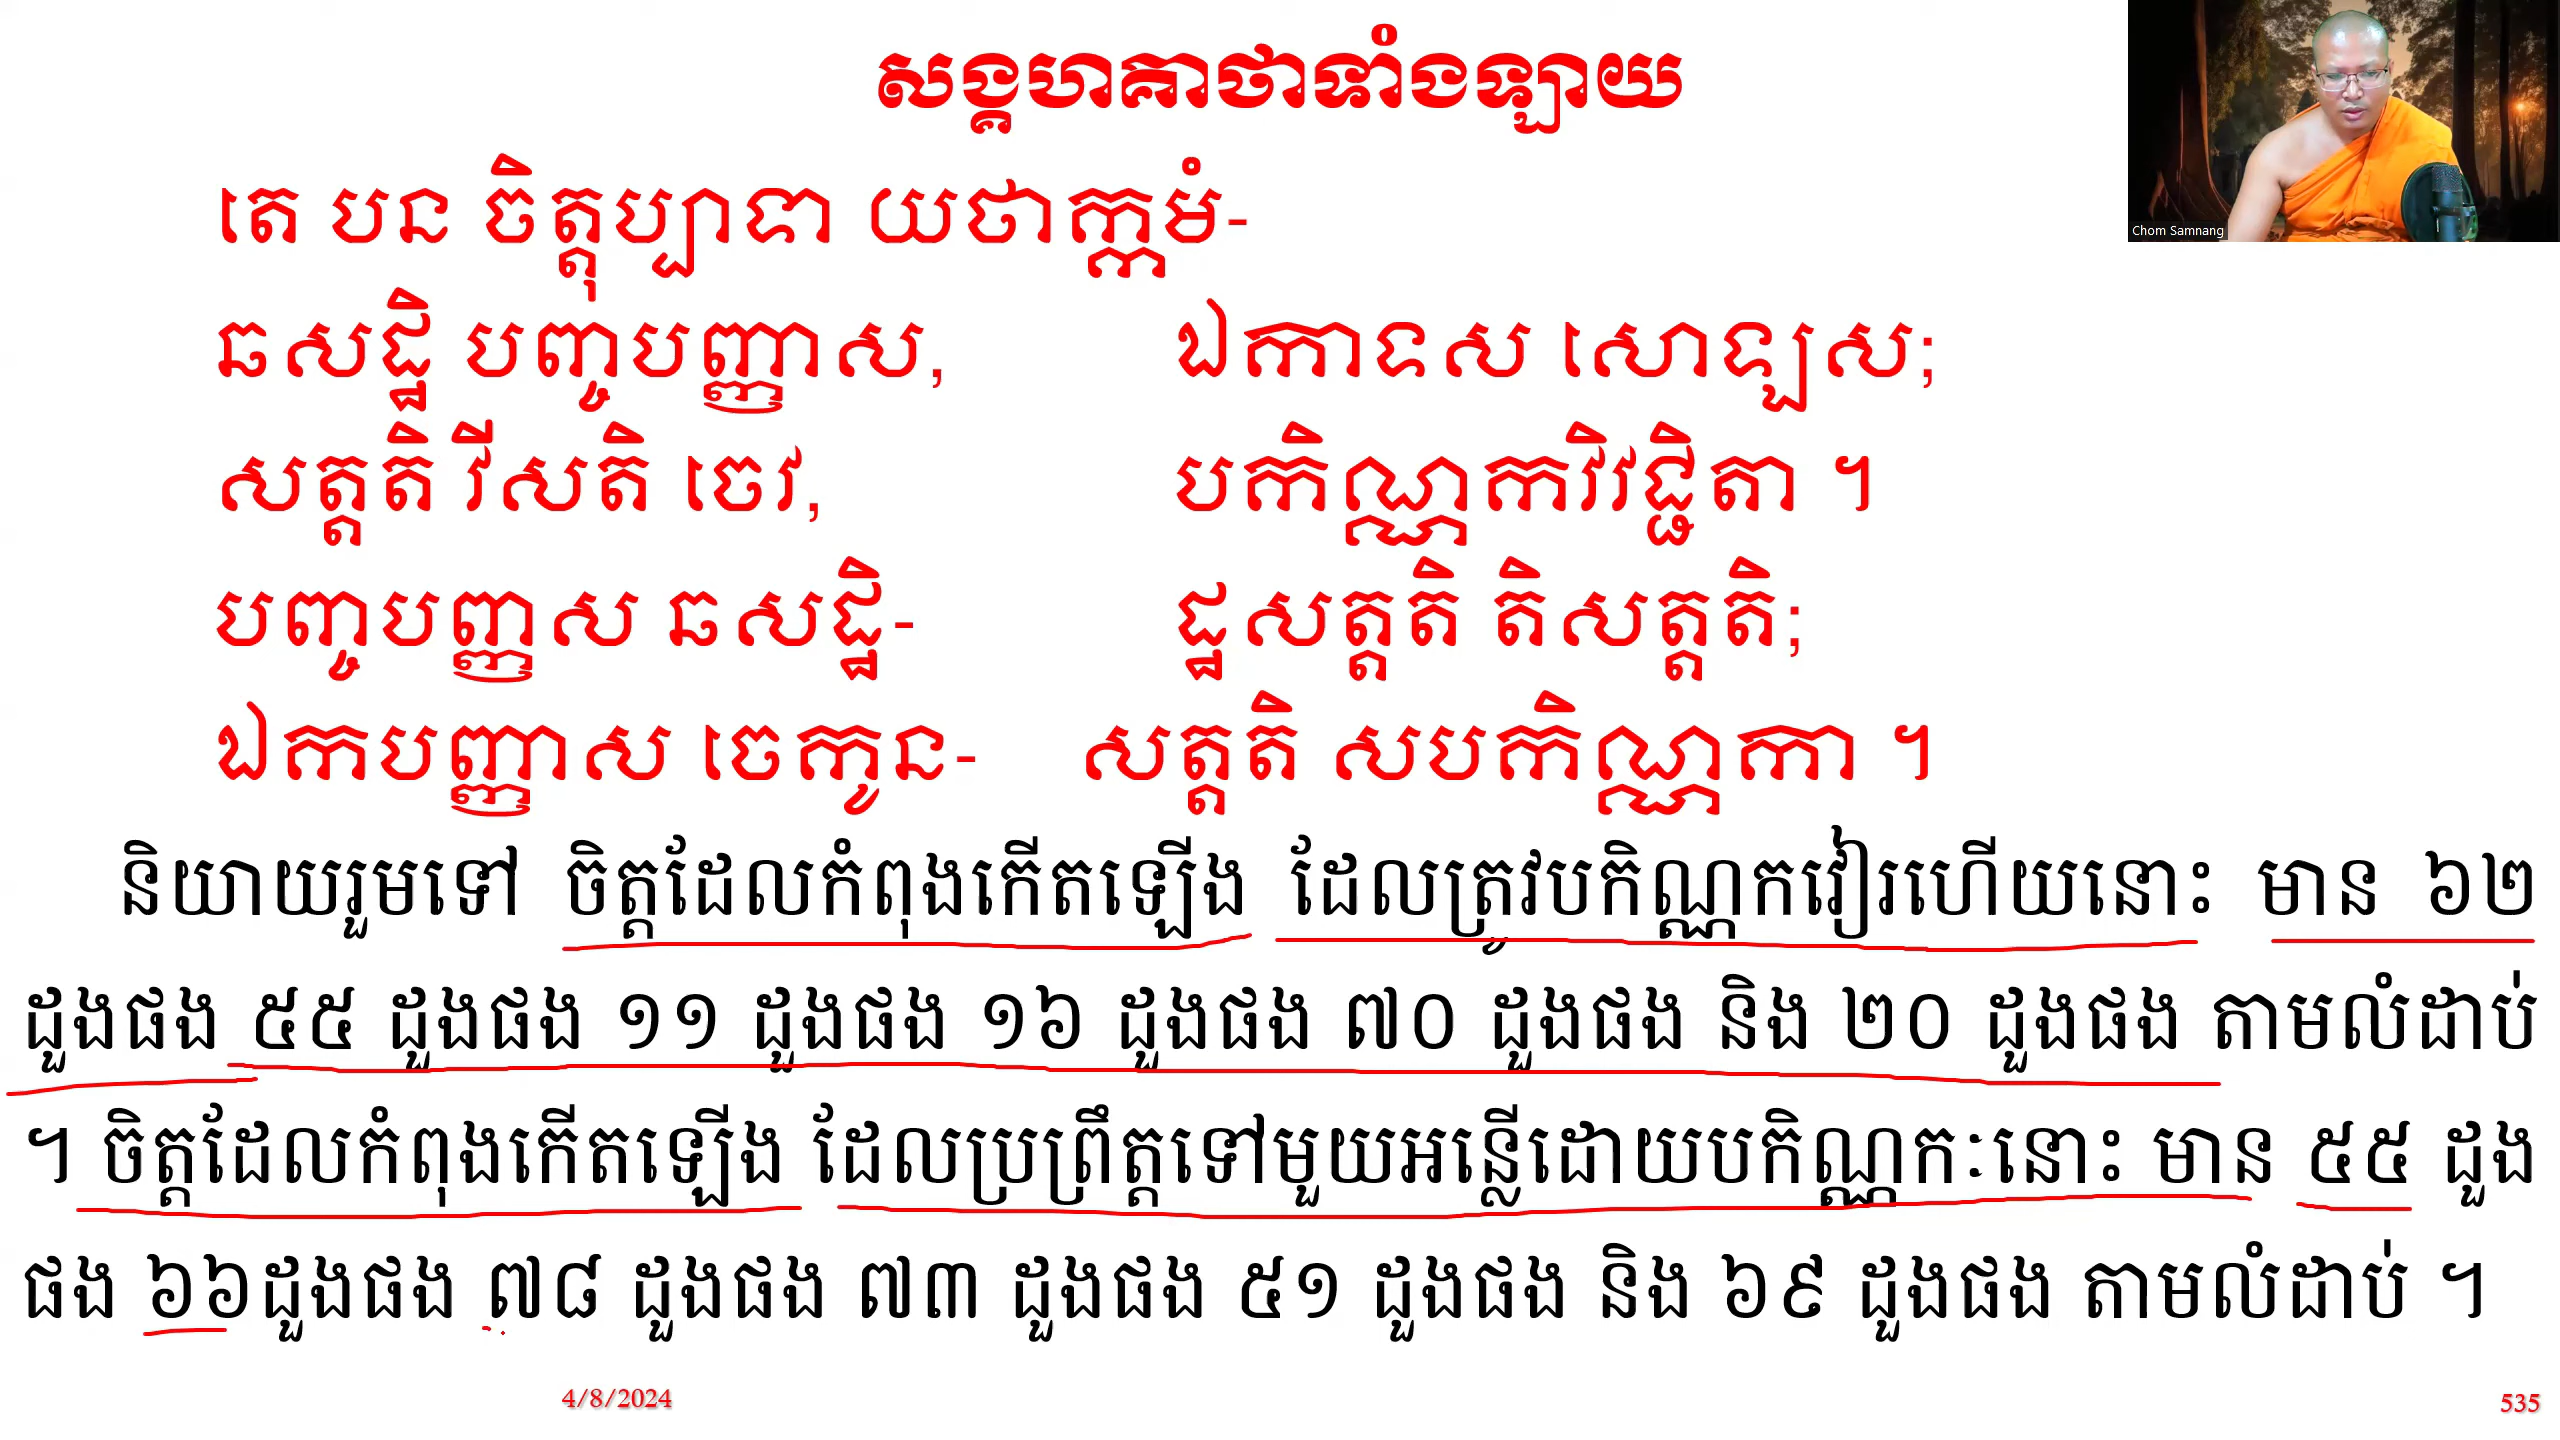 សង្គហគាថាទាំងឡាយ
Chom Samnang
តេ បន ចិត្តុប្បាទា យថាក្កមំ-
ឆសដ្ឋិ បញ្ចូបញ្ញាស, ឯកាទស សោឡស;
សត្តតិ វីសតិ ចេវ, បកិណ្ណកវិវជ្ជិតា ។
បញ្ចូបញ្ញស ឆសដ្ឋិ- ដ្ឋសត្តតិ តិសត្តតិ;
ឯកបញ្ញាស ចេកូន- សត្តតិ សបកិណ្ណកា ។
និយាយរួមទៅ ចិត្តដែលកំពុងកើតឡើង ដែលត្រូវបកិណ្ណកវៀរហើយនោះ មាន ៦២
ដួងផង ៥៥ ដួងផង ១១ ដួងផង ១៦ ដួងផង ៧០ ដួងផង និង ២០ ដួងផង តាមលំដាប់
។ ចិត្តដែលកំពុងកើតឡើង ដែលប្រព្រឹត្តទៅមួយអន្លើដោយបកិណ្ណកៈនោះ មាន ៥៥ ដួង
ផង ៦៦ដួងផង ៧៨ ដួងផង ៧៣ ដួងផង ៥១ ដួងផង និង ៦៩ ដួងផង តាមលំដាប់ ។
4/8/2024
535